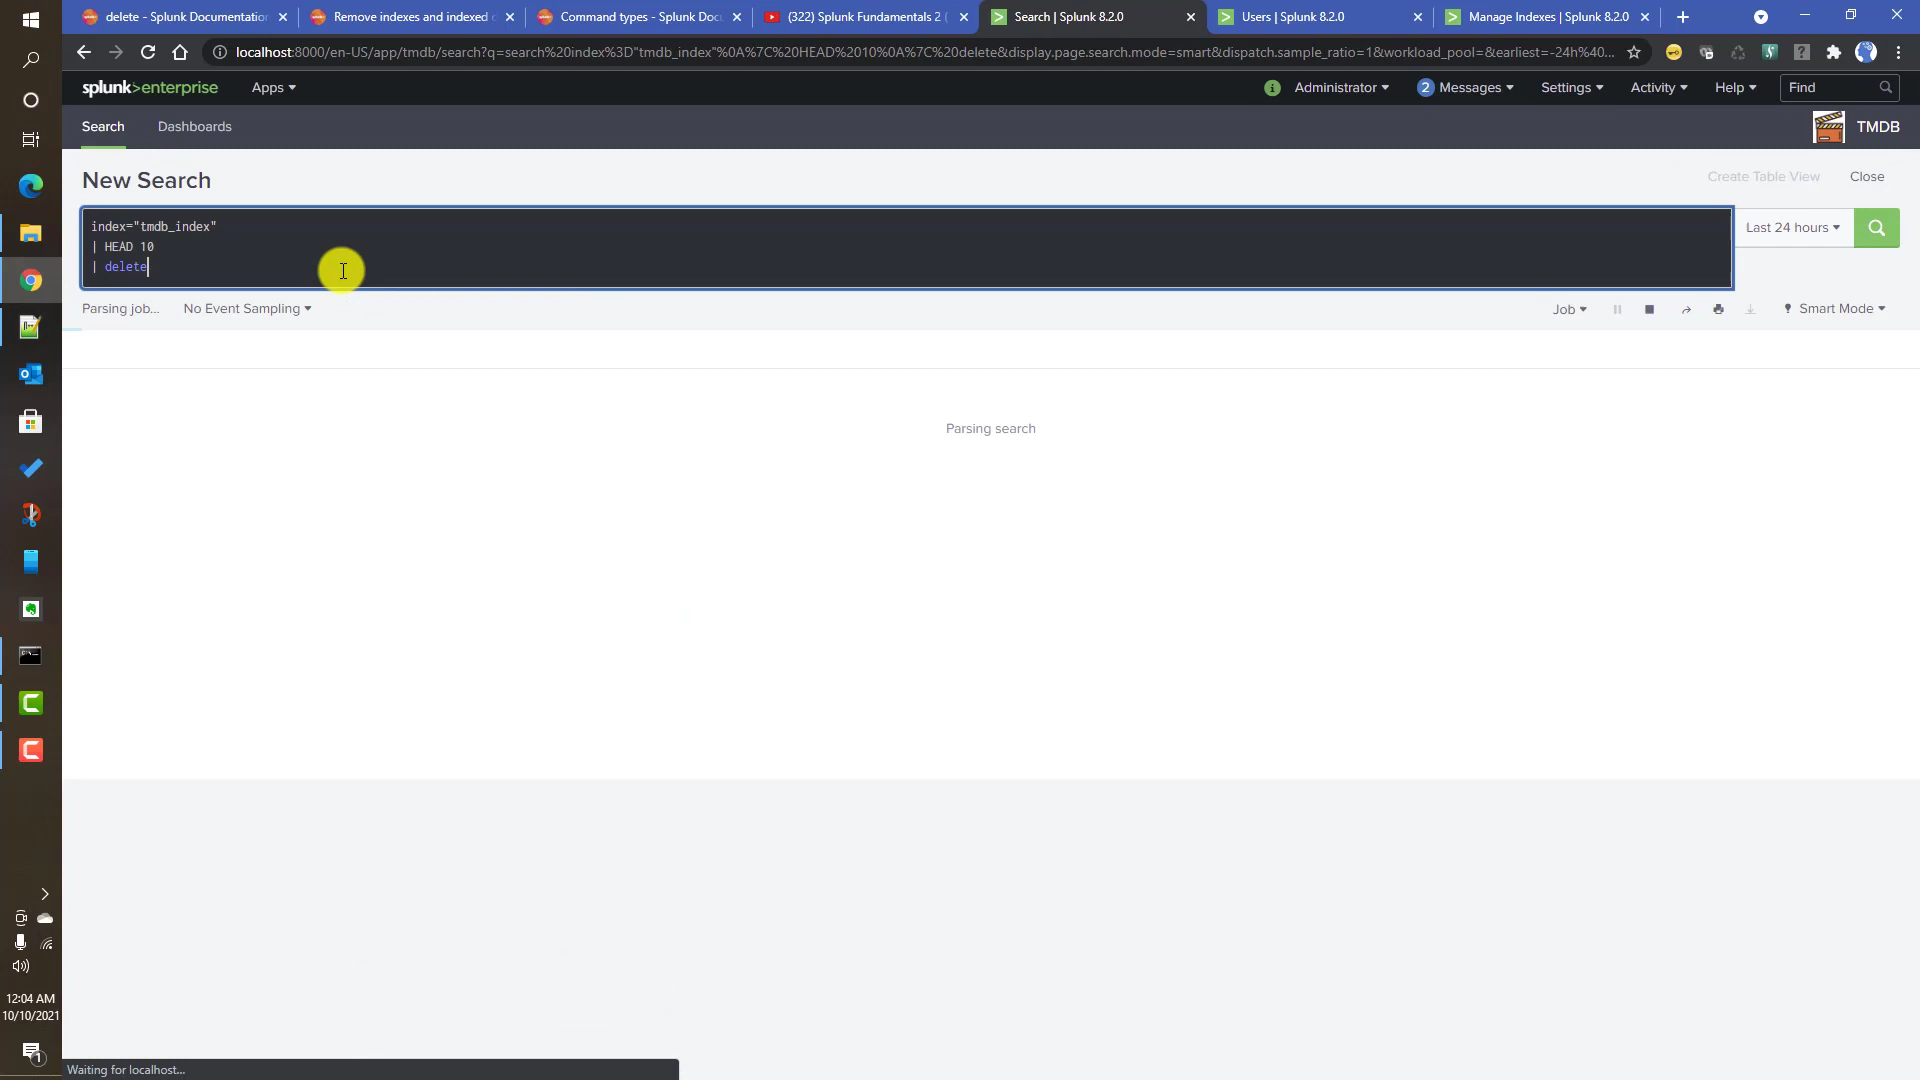 delete - Splunk Documentation
Remove indexes and indexed
Command types - Splunk Doc
(322) Splunk Fundamentals 2 (
Search | Splunk 8.2.0
Users | Splunk 8.2.0
Manage Indexes | Splunk 8.2.0
localhost:8000/en-US/app/tmdb/search?q=search%20index%3D"tmdb_index"%0A%7C%20HEAD%2010%0A%7C%20delete&display.page.search.mode=smart&dispatch.sample_ratio=1&workload_pool=&earliest=-24h%40...
splunk>enterprise
Apps
i
Administrator
2
Messages
Settings
Activity
Help
Find
Search
Dashboards
TMDB
New Search
Create Table View
Close
index="tmdb_index"
| HEAD 10
| delete
Last 24 hours
Parsing job...
No Event Sampling
Job
Smart Mode
Parsing search
12:04 AM
10/10/2021
1
Waiting for localhost...